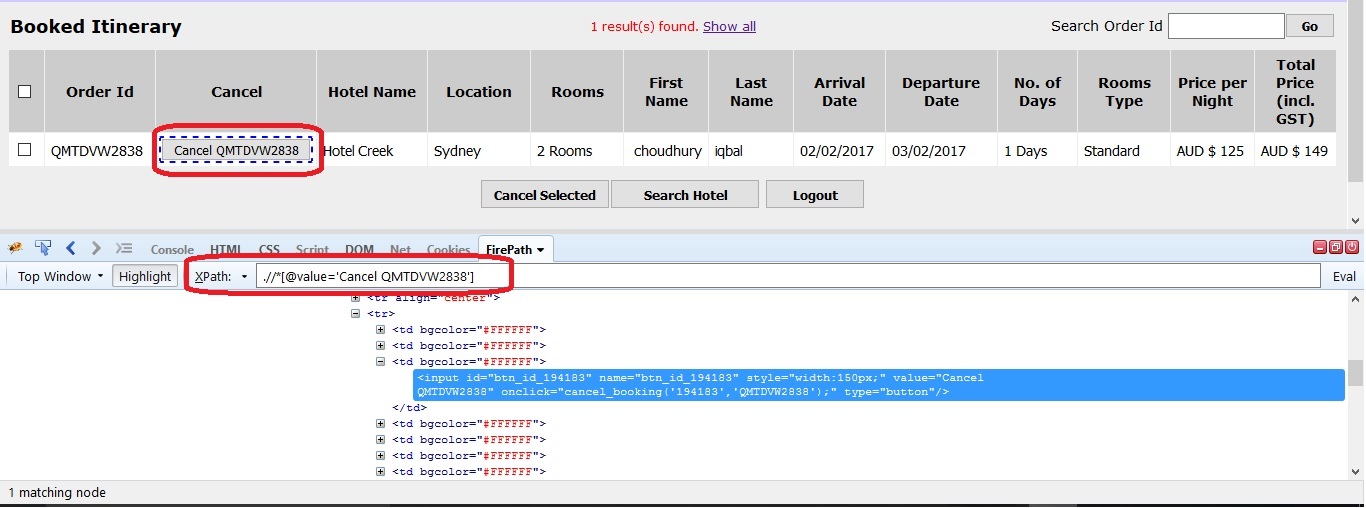 Booked Itinerary
1 result(s) found. Show all
Search Order Id
Go
Order Id Cancel Hotel Name Location Rooms First Name Last Name Arrival Date Departure Date No. of Days Rooms Type Price per Night Total Price (incl. GST)
QMTDVW2838 Cancel QMTDVW2838 Hotel Creek Sydney 2 Rooms choudhury iqbal 02/02/2017 03/02/2017 1 Days Standard AUD $ 125 AUD $ 149
Cancel Selected Search Hotel Logout
Console HTML CSS Script DOM Net Cookies FirePath
Top Window Highlight XPath: .//*[@value='Cancel QMTDVW2838'] Eval
<tr align="center">
<tr>
<td bgcolor="#FFFFFF">
<td bgcolor="#FFFFFF">
<td bgcolor="#FFFFFF">
<input id="btn_id_194183" name="btn_id_194183" style="width:150px;" value="Cancel
QMTDVW2838" onclick="cancel_booking('194183','QMTDVW2838');" type="button"/>
</td>
<td bgcolor="#FFFFFF">
<td bgcolor="#FFFFFF">
<td bgcolor="#FFFFFF">
<td bgcolor="#FFFFFF">
1 matching node